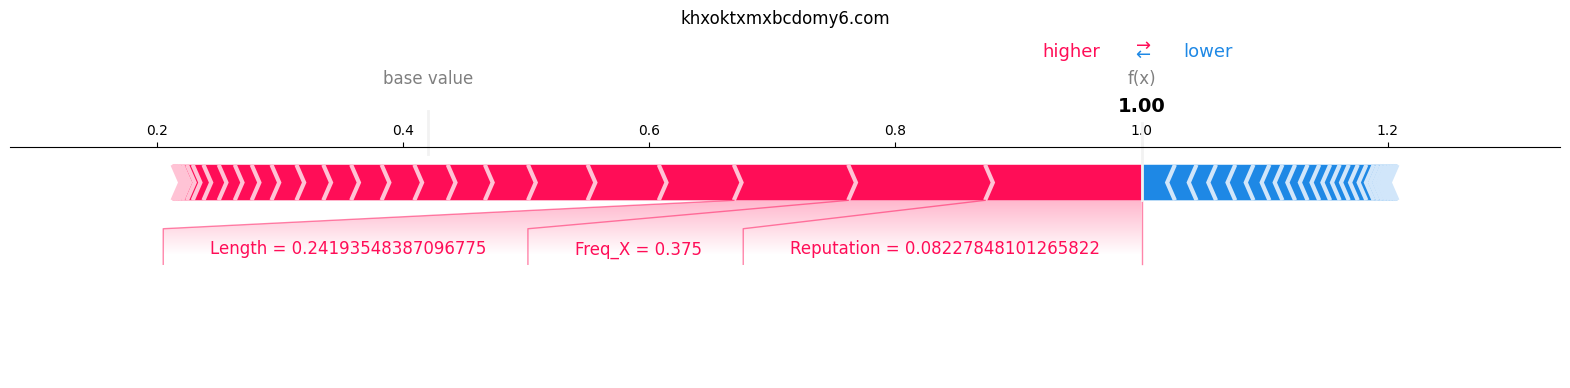 khxoktxmxbcdomy6.com
higher ⇄ lower
base value f(x)
1.00
0.2 0.4 0.6 0.8 1.0 1.2
Length = 0.24193548387096775 Freq_X = 0.375 Reputation = 0.08227848101265822